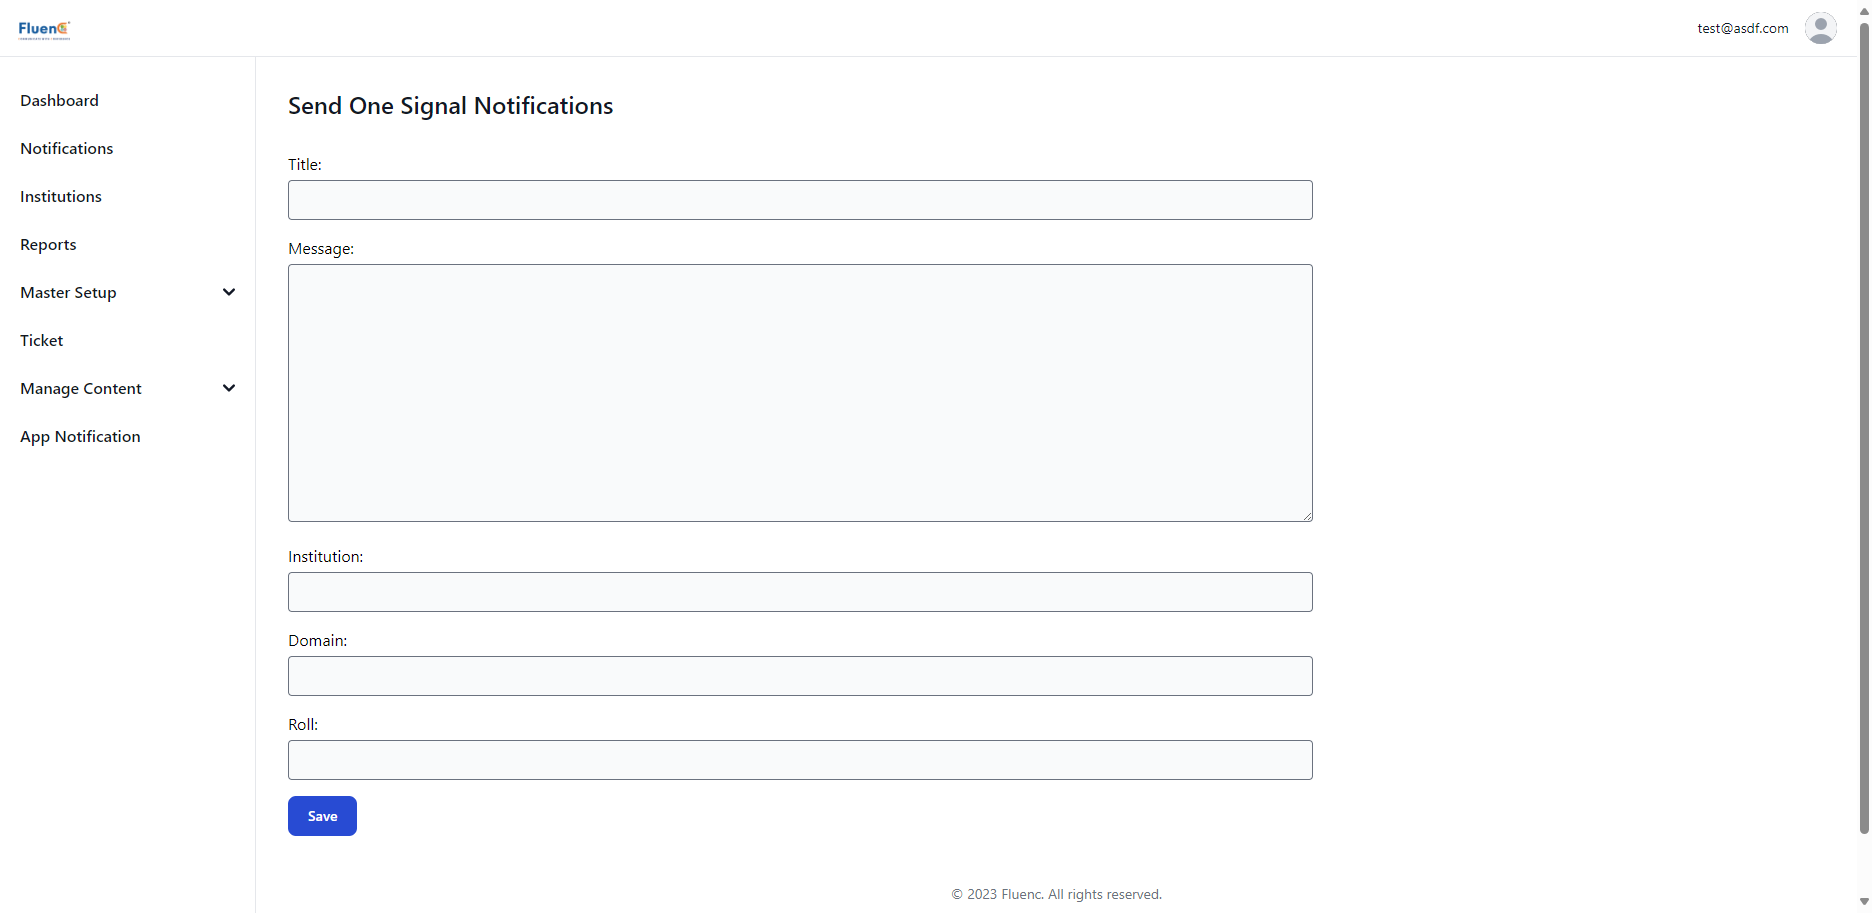 Fluenc
test@asdf.com
Dashboard
Notifications
Institutions
Reports
Master Setup
Ticket
Manage Content
App Notification
Send One Signal Notifications
Title:
Message:
Institution:
Domain:
Roll:
Save
© 2023 Fluenc. All rights reserved.